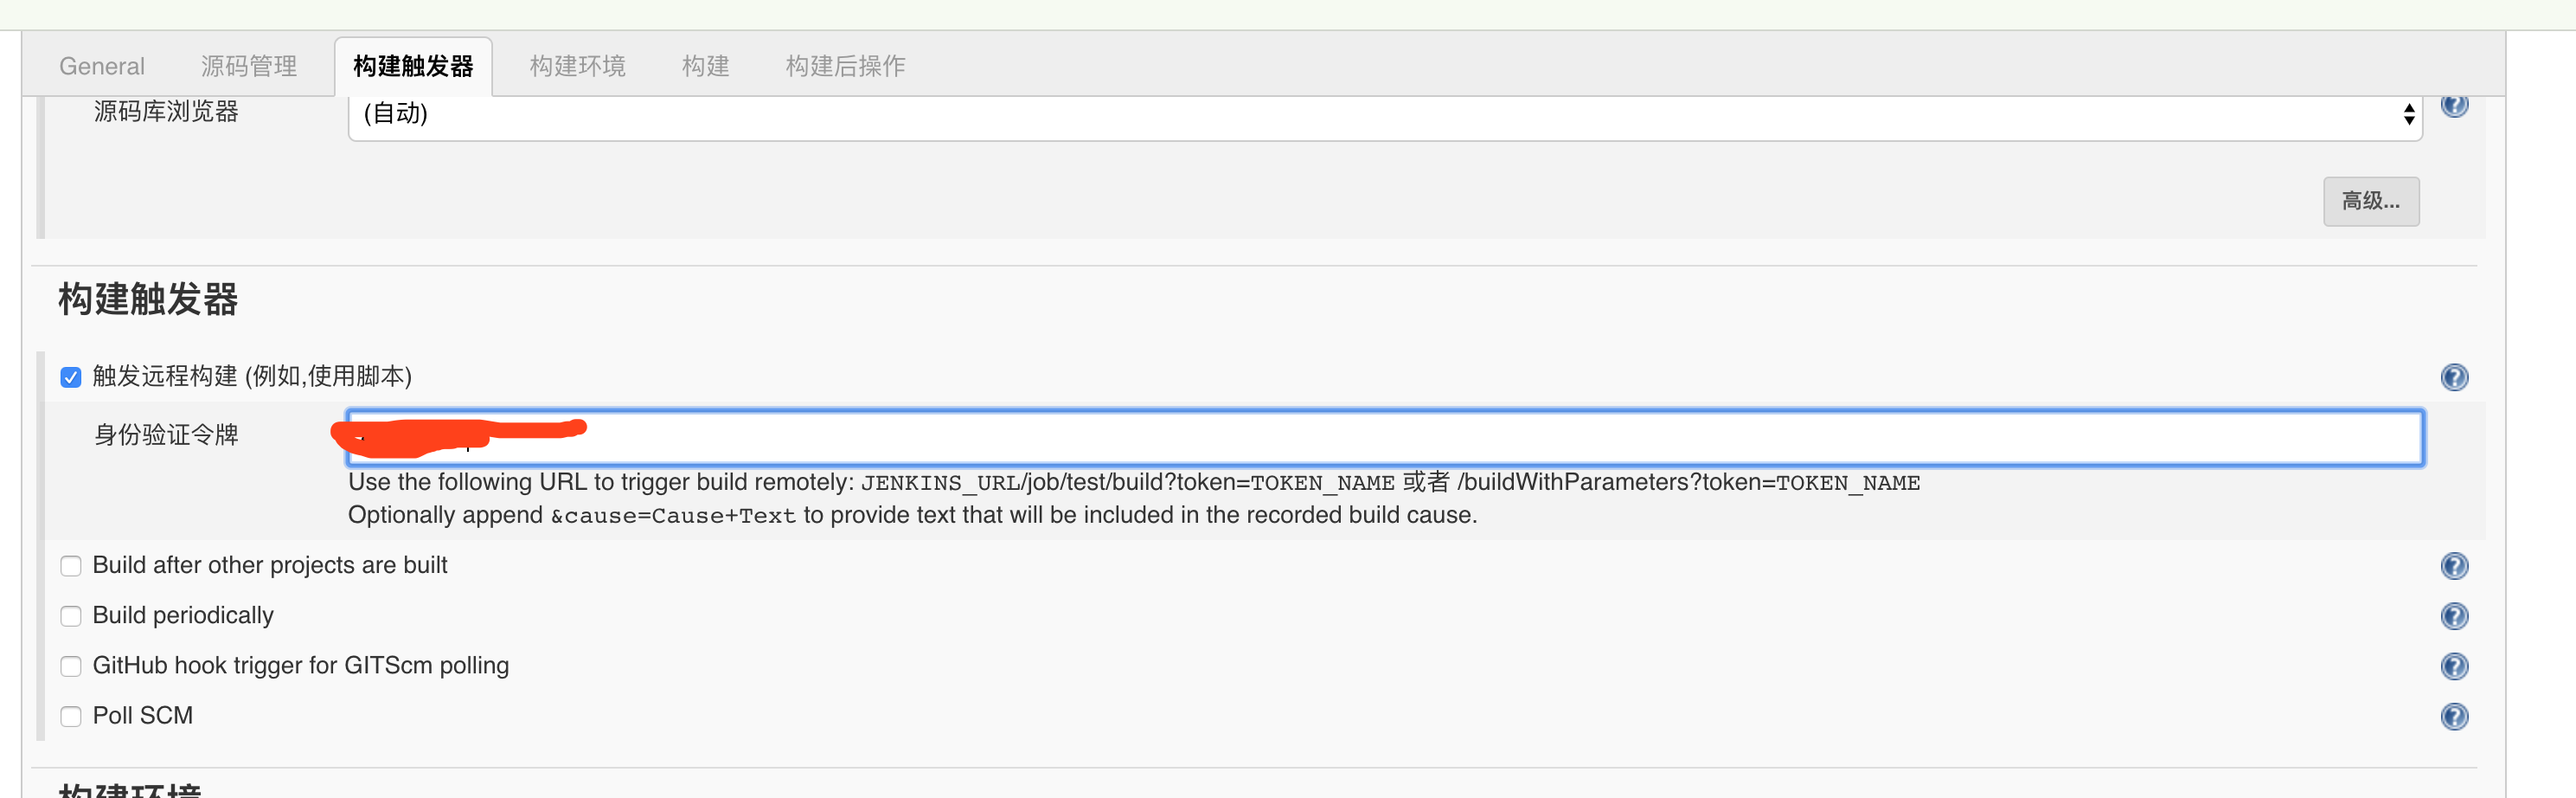 General 源码管理 构建触发器 构建环境 构建 构建后操作
源码库浏览器 (自动)
高级...
构建触发器
触发远程构建 (例如,使用脚本)
身份验证令牌
Use the following URL to trigger build remotely: JENKINS_URL/job/test/build?token=TOKEN_NAME 或者 /buildWithParameters?token=TOKEN_NAME
Optionally append &cause=Cause+Text to provide text that will be included in the recorded build cause.
Build after other projects are built
Build periodically
GitHub hook trigger for GITScm polling
Poll SCM
构建环境